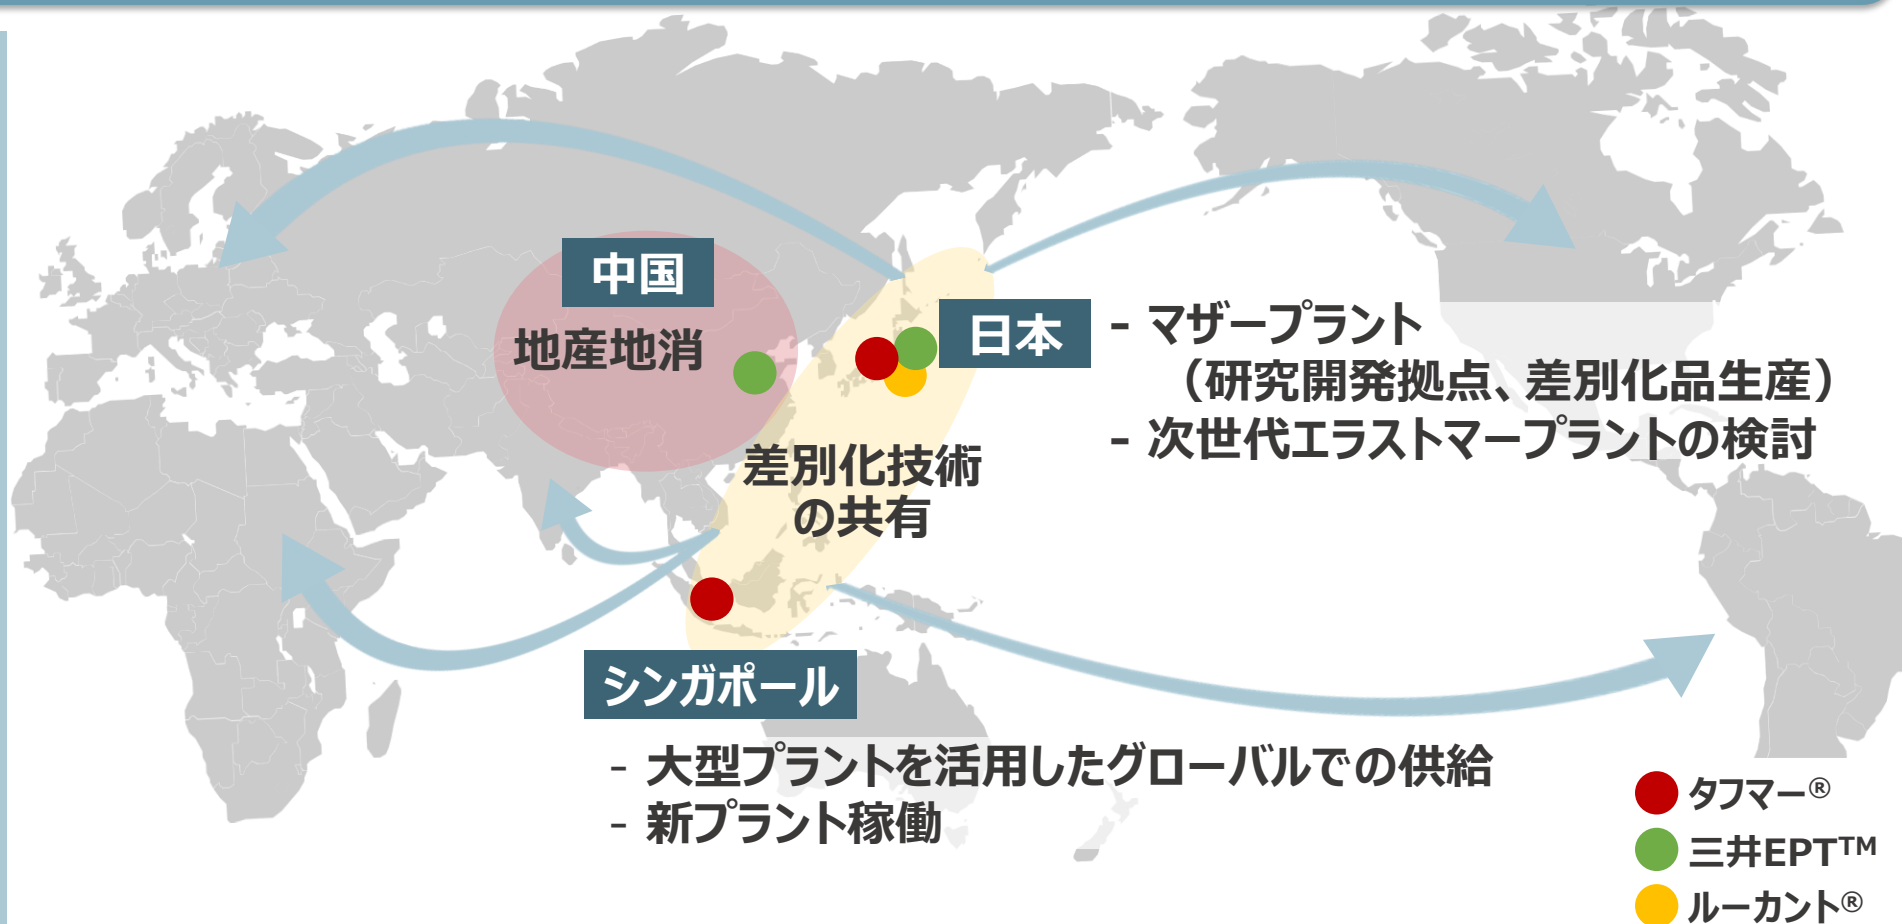 中国
地産地消
日本
- マザープラント
（研究開発拠点、差別化品生産）
- 次世代エラストマープラントの検討
差別化技術
の共有
シンガポール
- 大型プラントを活用したグローバルでの供給
- 新プラント稼働
タフマー®
三井EPT™
ルーカント®